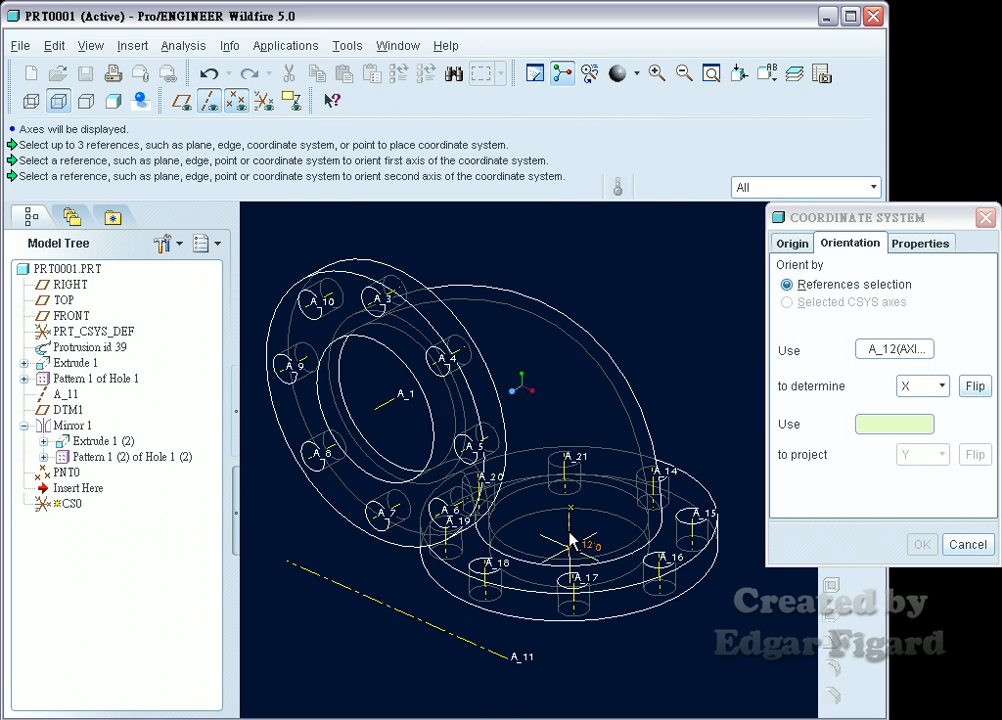 PRT0001 (Active) - Pro/ENGINEER Wildfire 5.0
File Edit View Insert Analysis Info Applications Tools Window Help
Axes will be displayed.
Select up to 3 references, such as plane, edge, coordinate system, or point to place coordinate system.
Select a reference, such as plane, edge, point or coordinate system to orient first axis of the coordinate system.
Select a reference, such as plane, edge, point or coordinate system to orient second axis of the coordinate system.
All
Model Tree
PRT0001.PRT
RIGHT
TOP
FRONT
PRT_CSYS_DEF
Protrusion id 39
Extrude 1
Pattern 1 of Hole 1
A_11
DTM1
Mirror 1
Extrude 1 (2)
Pattern 1 (2) of Hole 1 (2)
PNT0
Insert Here
CS0
A_10
A_3
A_9
A_4
A_1
A_8
A_5
A_7
A_6
A_21
A_20
A_14
A_19
A_15
X
A_18
A_16
A_17
A_11
COORDINATE SYSTEM
Origin Orientation Properties
Orient by
References selection
Selected CSYS axes
Use A_12(AXI...
to determine X Flip
Use
to project Y Flip
OK Cancel
Created by
Edgar Figard